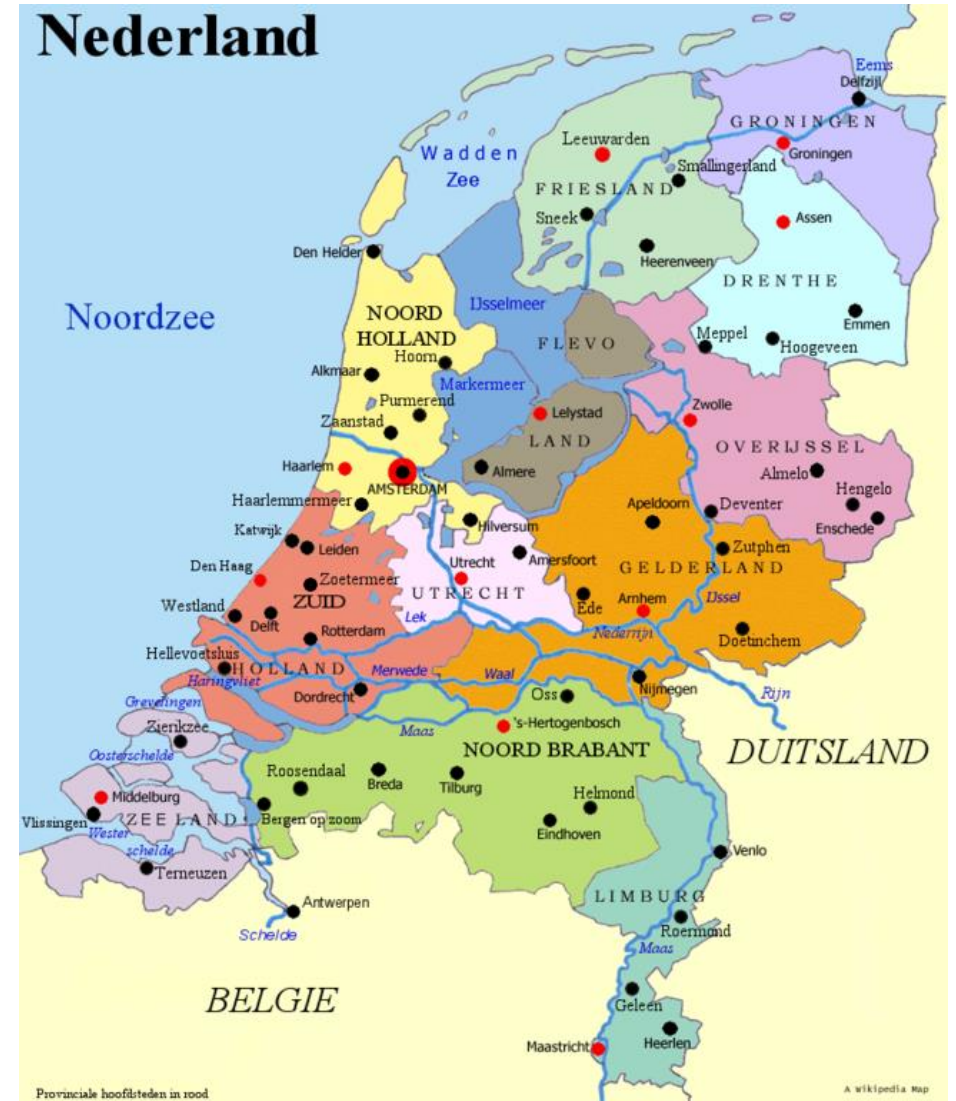 Nederland
Eems
Delfzijl
GRONINGEN
Leeuwarden
Groningen
Wadden
Zee
Smallingerland
FRIESLAND
Sneek
Assen
Den Helder
Heerenveen
DRENTHE
Noordzee
IJsselmeer
NOORD
HOLLAND
FLEVO
Emmen
Meppel
Hoogeveen
Hoorn
Alkmaar
Markermeer
Purmerend
Zwolle
Lelystad
Zaanstad
LAND
OVERIJSSEL
Haarlem
Almere
Almelo
AMSTERDAM
Hengelo
Haarlemmermeer
Apeldoorn
Deventer
Enschede
Hilversum
Katwijk
Leiden
Zutphen
Amersfoort
Utrecht
Den Haag
GELDERLAND
Zoetermeer
UTRECHT
ZUID
Ede
Arnhem
IJssel
Westland
Lek
Delft
Rotterdam
Nederrijn
Doetinchem
Hellevoetsluis
HOLLAND
Merwede
Waal
Haringvliet
Nijmegen
Rijn
Dordrecht
Oss
Grevelingen
Zierikzee
's-Hertogenbosch
Maas
NOORD BRABANT
DUITSLAND
Oosterschelde
Roosendaal
Breda
Tilburg
Middelburg
Helmond
ZEELAND
Bergen op zoom
Vlissingen
Wester
Eindhoven
schelde
Venlo
Terneuzen
LIMBURG
Antwerpen
Roermond
Schelde
Maas
BELGIE
Geleen
Heerlen
Maastricht
Provinciale hoofdsteden in rood
A Wikipedia Map